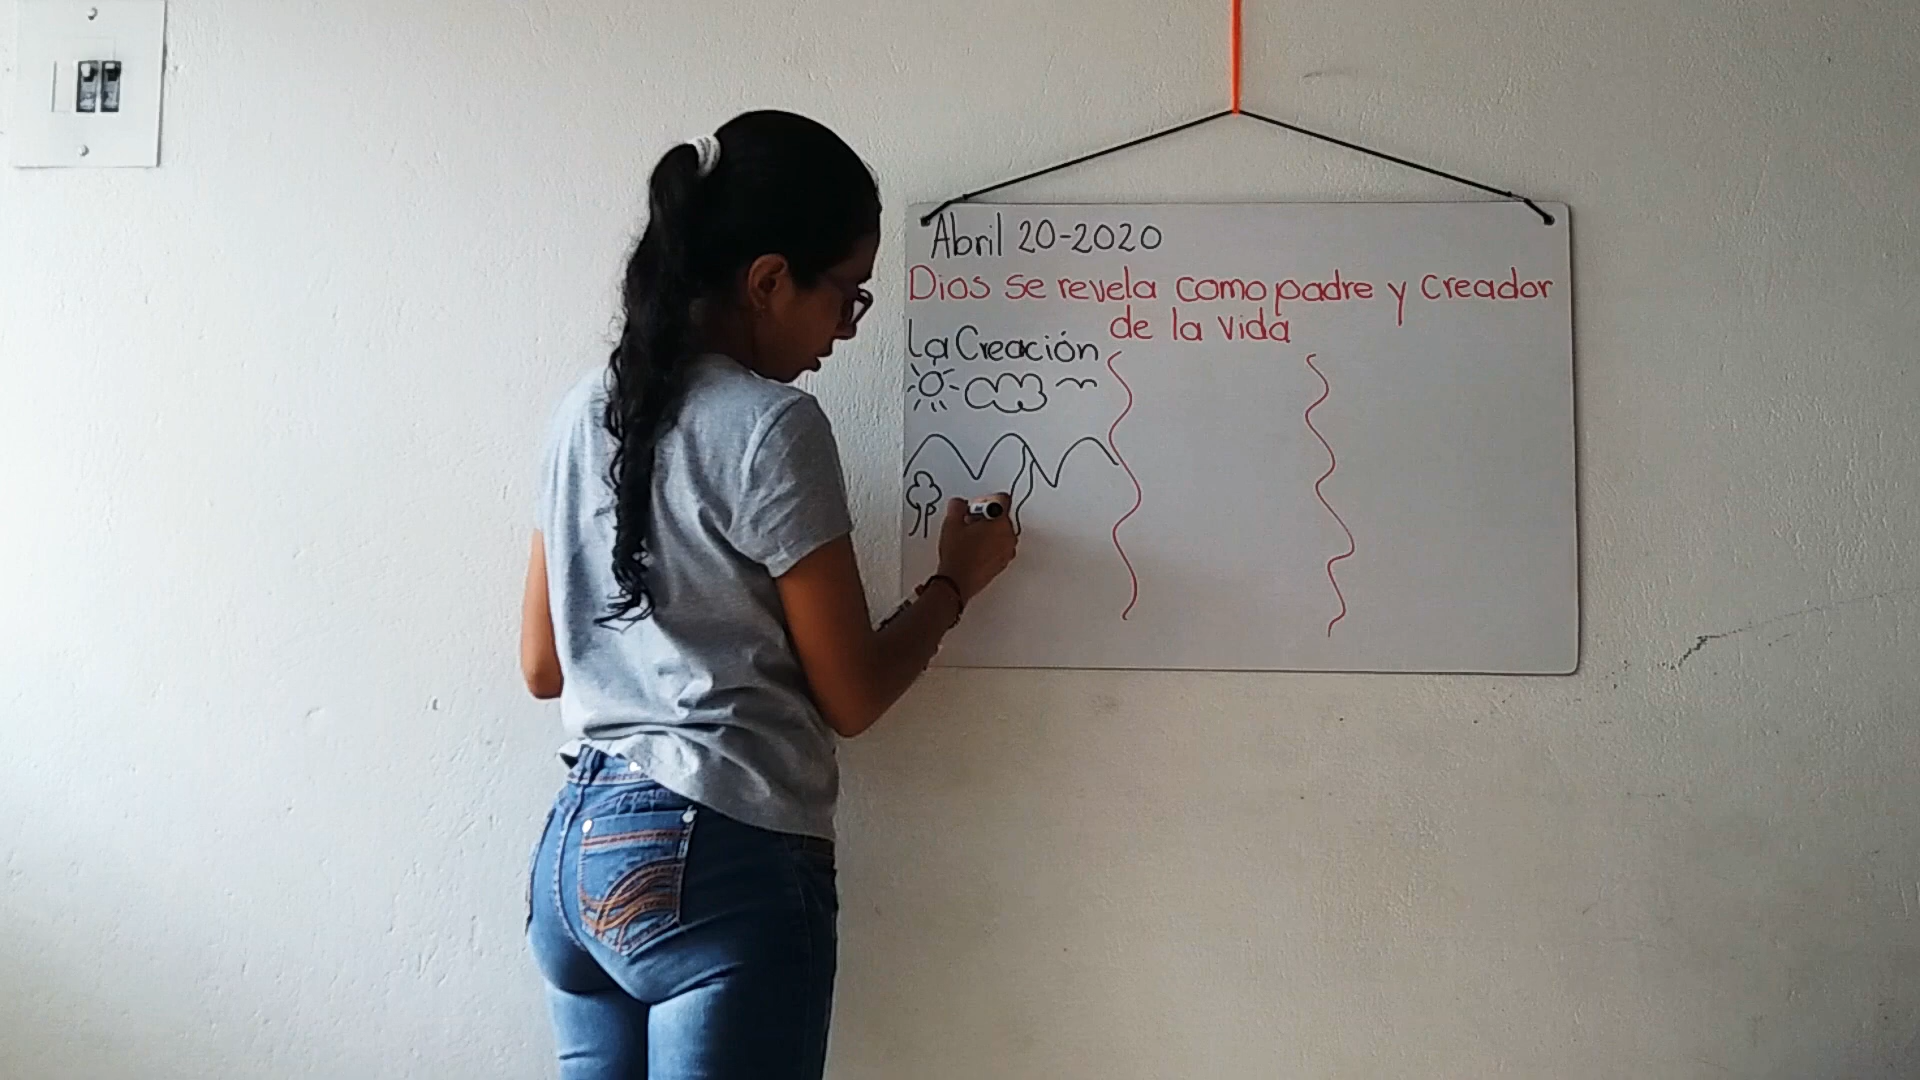 Abril 20-2020
Dios se revela como padre y creador
de la vida
La Creación